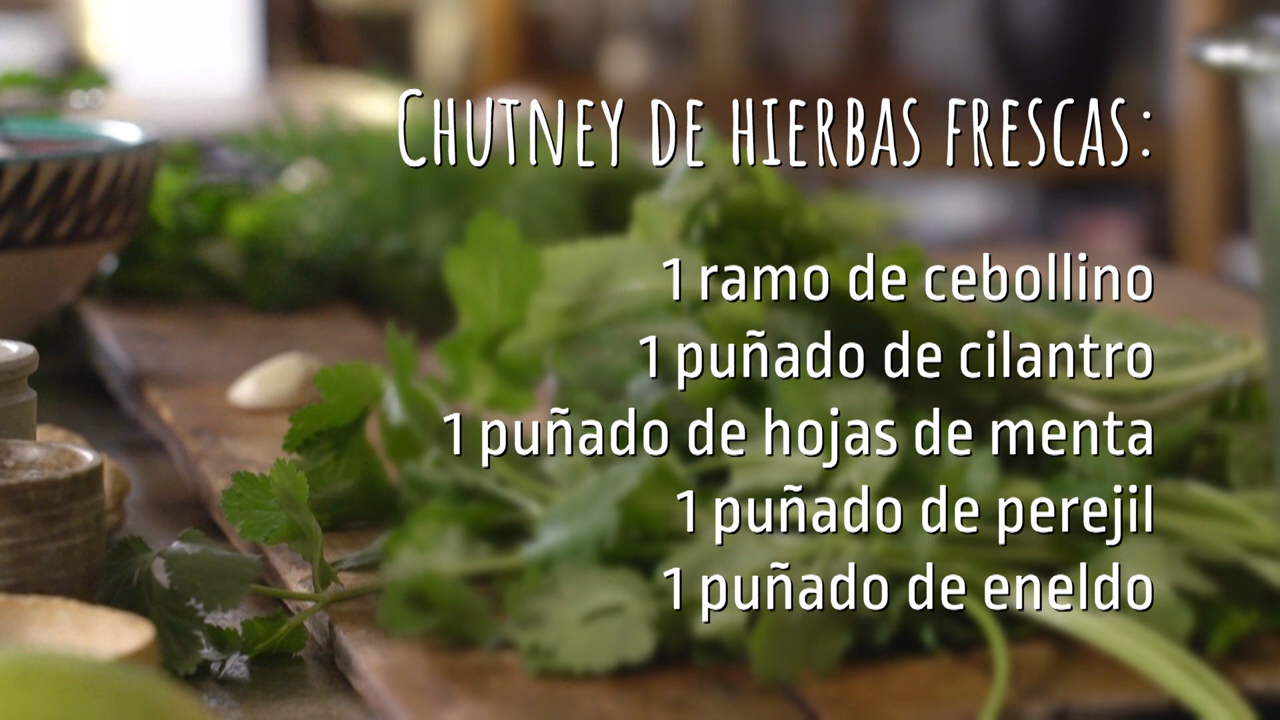 Chutney de hierbas frescas:
1 ramo de cebollino
1 puñado de cilantro
1 puñado de hojas de menta
1 puñado de perejil
1 puñado de eneldo